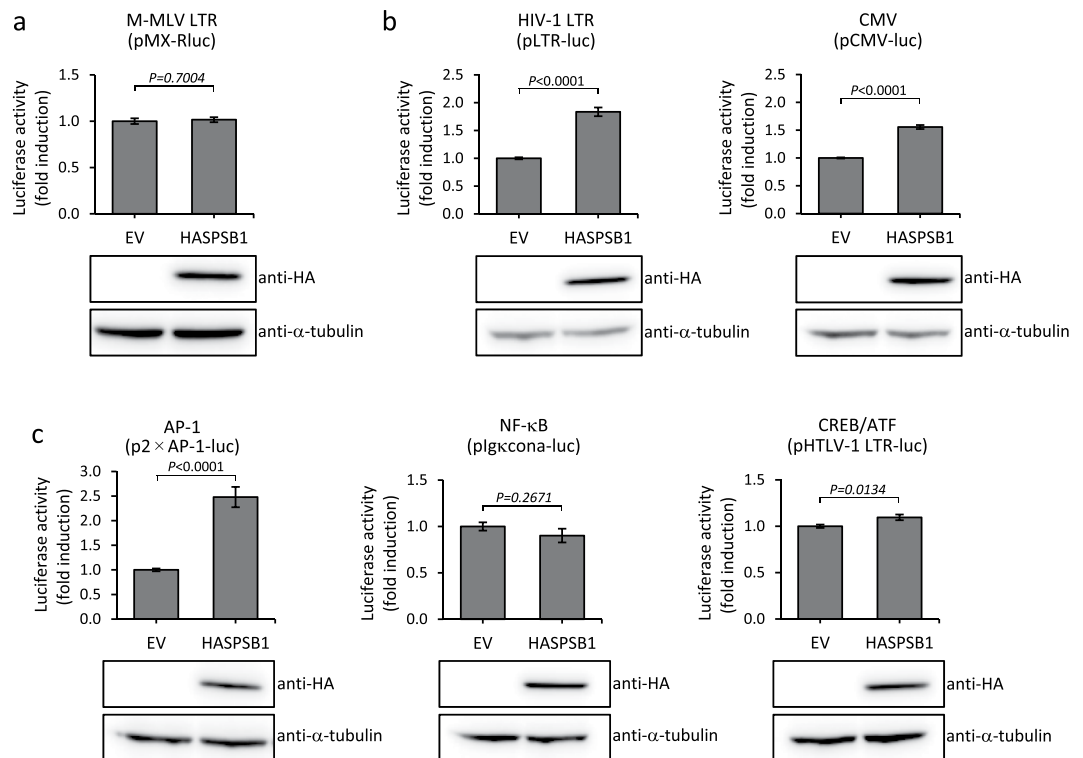 a
M-MLV LTR
(pMX-Rluc)
Luciferase activity
(fold induction)
1.5
1.0
0.5
0.0
P=0.7004
EV HASPSB1
anti-HA
anti-α-tubulin
b
HIV-1 LTR
(pLTR-luc)
Luciferase activity
(fold induction)
2.5
2.0
1.5
1.0
0.5
0.0
P<0.0001
EV HASPSB1
anti-HA
anti-α-tubulin
CMV
(pCMV-luc)
Luciferase activity
(fold induction)
2.5
2.0
1.5
1.0
0.5
0.0
P<0.0001
EV HASPSB1
anti-HA
anti-α-tubulin
c
AP-1
(p2×AP-1-luc)
Luciferase activity
(fold induction)
3.0
2.5
2.0
1.5
1.0
0.5
0.0
P<0.0001
EV HASPSB1
anti-HA
anti-α-tubulin
NF-κB
(pIgκcona-luc)
Luciferase activity
(fold induction)
1.5
1.0
0.5
0.0
P=0.2671
EV HASPSB1
anti-HA
anti-α-tubulin
CREB/ATF
(pHTLV-1 LTR-luc)
Luciferase activity
(fold induction)
1.5
1.0
0.5
0.0
P=0.0134
EV HASPSB1
anti-HA
anti-α-tubulin